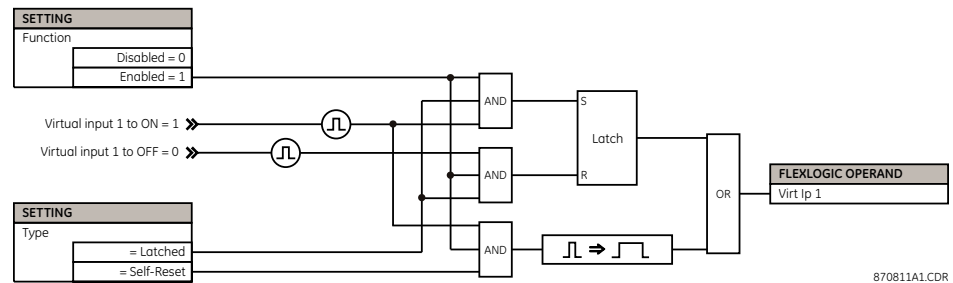 SETTING
Function
Disabled = 0
Enabled = 1
Virtual input 1 to ON = 1
Virtual input 1 to OFF = 0
SETTING
Type
= Latched
= Self-Reset
AND
AND
AND
S
Latch
R
OR
FLEXLOGIC OPERAND
Virt Ip 1
870811A1.CDR